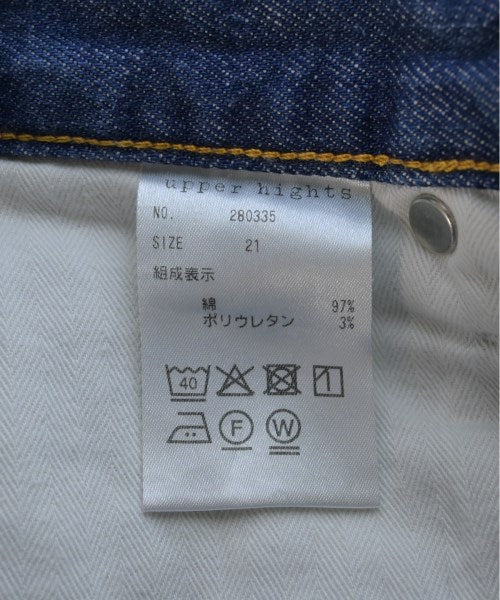 upper hights
NO. 280335
SIZE 21
組成表示
綿 97%
ポリウレタン 3%
40
F W